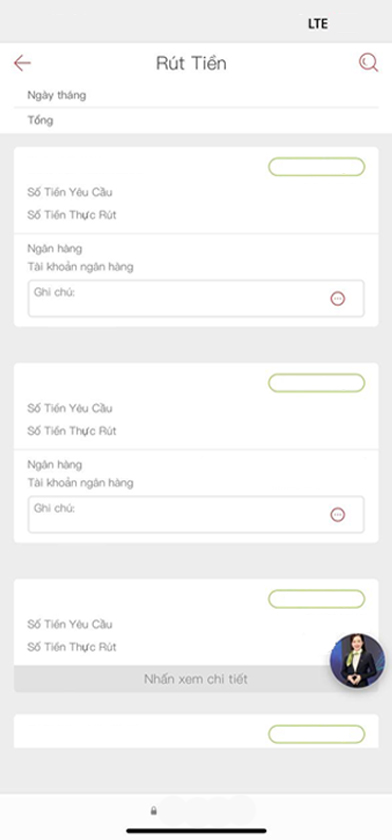 LTE
Rút Tiền
Ngày tháng
Tổng
Số Tiền Yêu Cầu
Số Tiền Thực Rút
Ngân hàng
Tài khoản ngân hàng
Ghi chú:
Số Tiền Yêu Cầu
Số Tiền Thực Rút
Ngân hàng
Tài khoản ngân hàng
Ghi chú:
Số Tiền Yêu Cầu
Số Tiền Thực Rút
Nhấn xem chi tiết